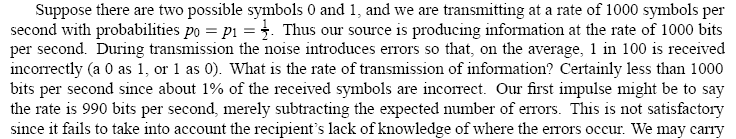 Suppose there are two possible symbols 0 and 1, and we are transmitting at a rate of 1000 symbols per
second with probabilities p₀ = p₁ = ½. Thus our source is producing information at the rate of 1000 bits
per second. During transmission the noise introduces errors so that, on the average, 1 in 100 is received
incorrectly (a 0 as 1, or 1 as 0). What is the rate of transmission of information? Certainly less than 1000
bits per second since about 1% of the received symbols are incorrect. Our first impulse might be to say
the rate is 990 bits per second, merely subtracting the expected number of errors. This is not satisfactory
since it fails to take into account the recipient's lack of knowledge of where the errors occur. We may carry